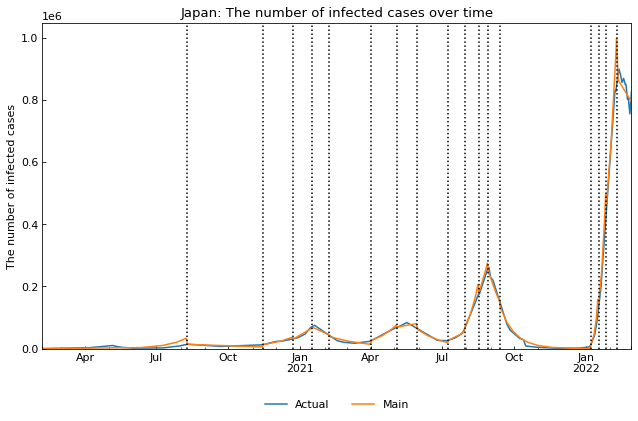 Japan: The number of infected cases over time
1e6
The number of infected cases
1.0
0.8
0.6
0.4
0.2
0.0
Apr Jul Oct Jan Apr Jul Oct Jan
2021 2022
Actual Main